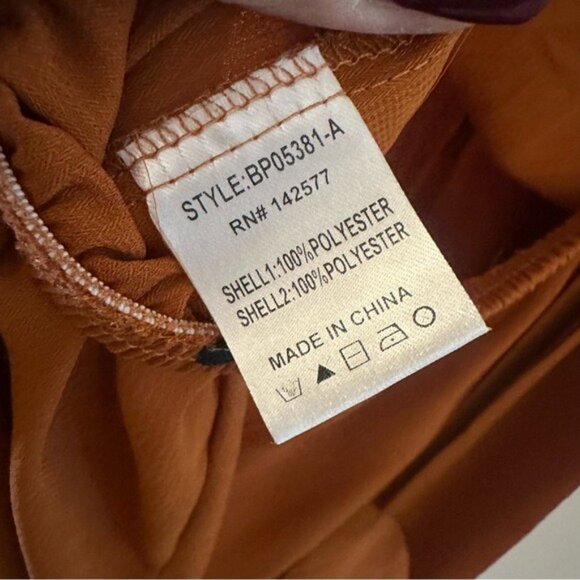 STYLE:BP05381-A
RN# 142577
SHELL1:100%POLYESTER
SHELL2:100%POLYESTER
MADE IN CHINA